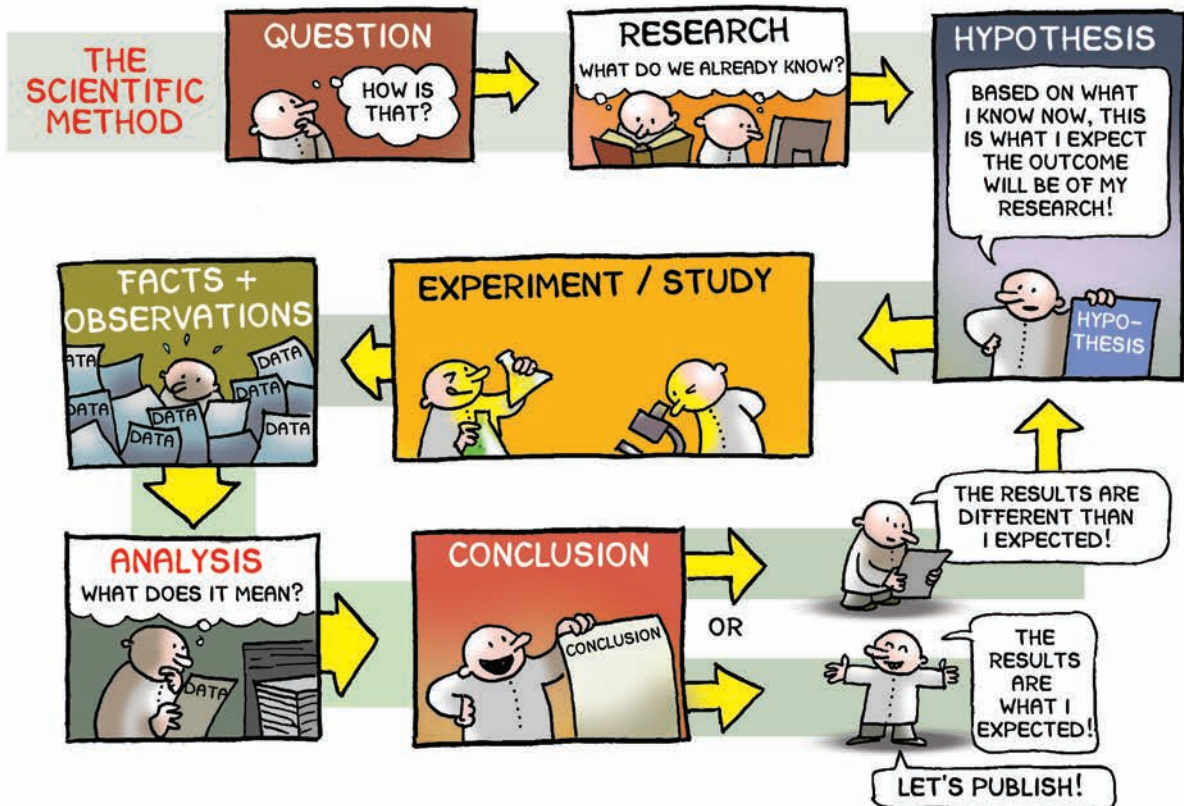 THE
SCIENTIFIC
METHOD
QUESTION
HOW IS
THAT?
RESEARCH
WHAT DO WE ALREADY KNOW?
HYPOTHESIS
BASED ON WHAT
I KNOW NOW, THIS
IS WHAT I EXPECT
THE OUTCOME
WILL BE OF MY
RESEARCH!
HYPO-
THESIS
EXPERIMENT / STUDY
FACTS +
OBSERVATIONS
ATA
DATA
DATA
DATA
DATA
DATA
ANALYSIS
WHAT DOES IT MEAN?
DATA
CONCLUSION
CONCLUSION
OR
THE RESULTS ARE
DIFFERENT THAN
I EXPECTED!
THE
RESULTS
ARE
WHAT I
EXPECTED!
LET'S PUBLISH!